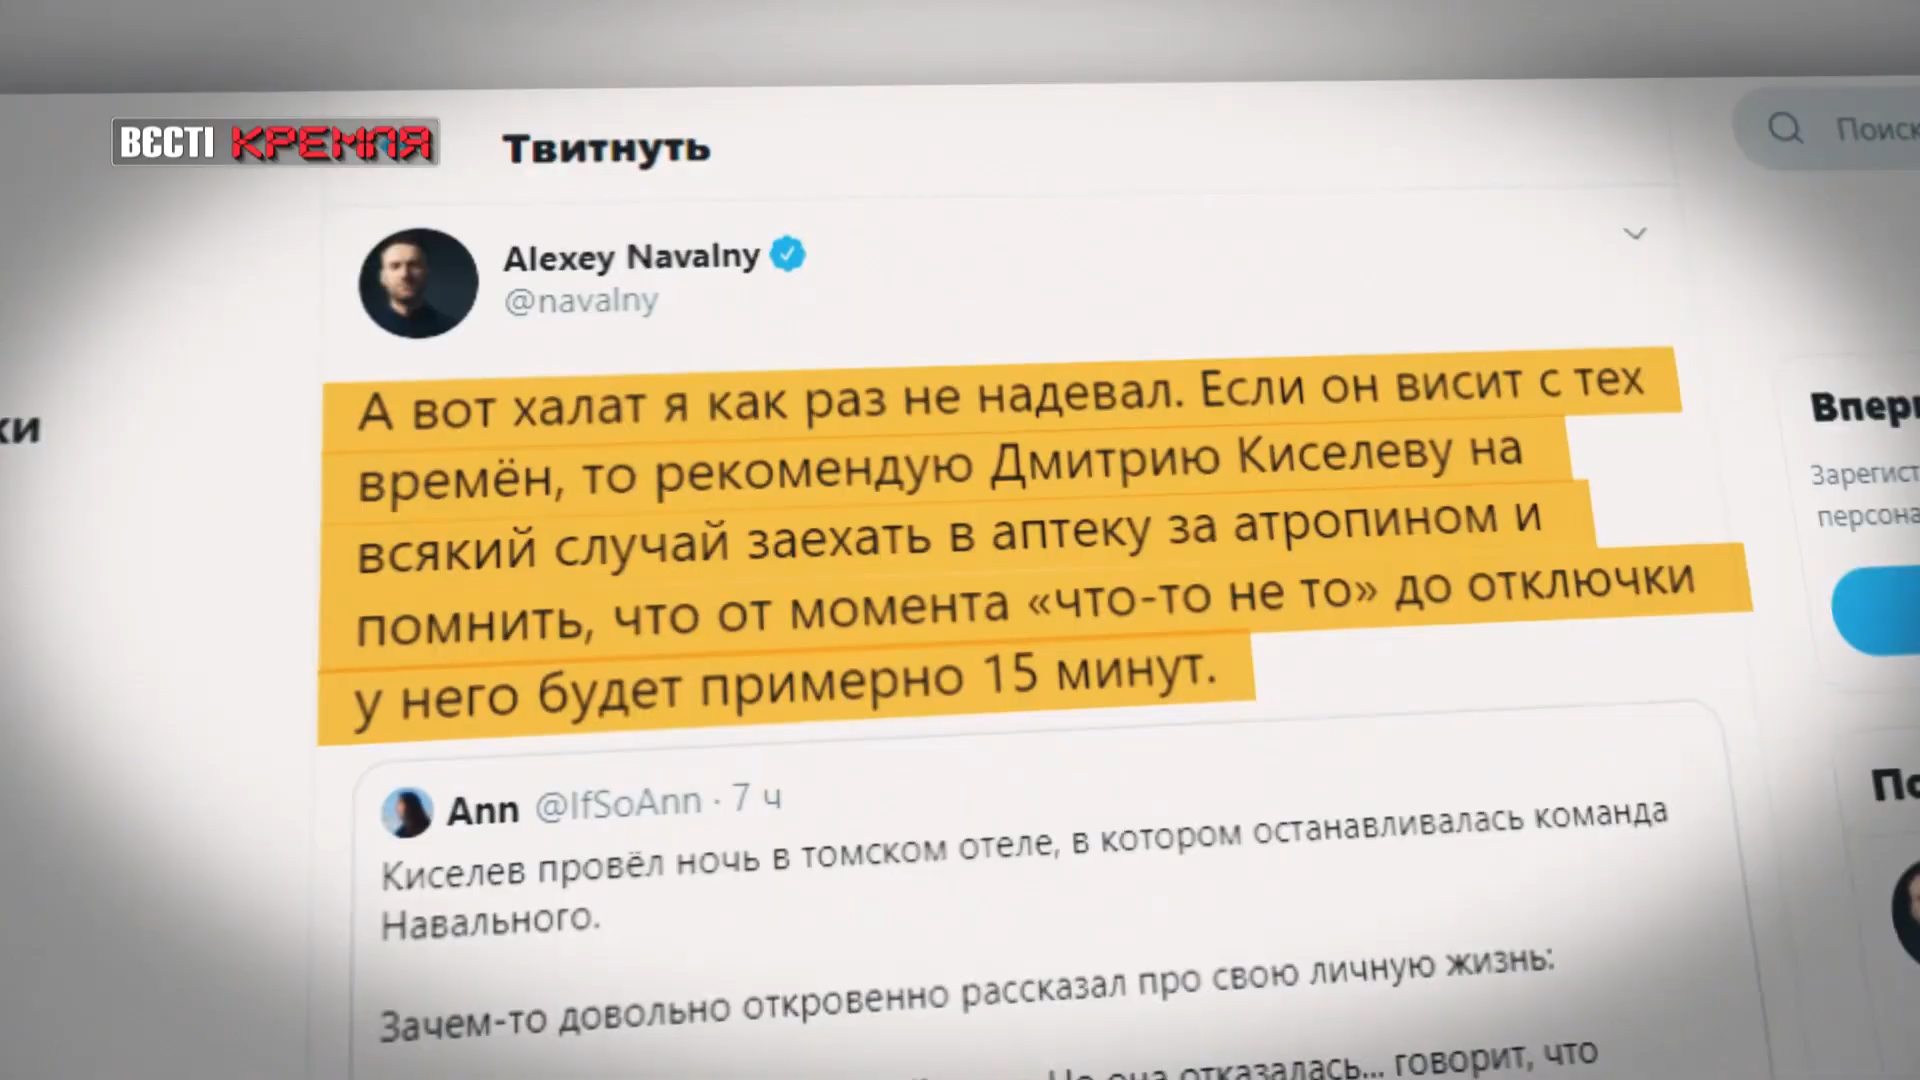 ВЄСТІ КРЕМЛЯ
Твитнуть
Поиск
Alexey Navalny
@navalny
А вот халат я как раз не надевал. Если он висит с тех
времён, то рекомендую Дмитрию Киселеву на
всякий случай заехать в аптеку за атропином и
помнить, что от момента «что-то не то» до отключки
у него будет примерно 15 минут.
Ann @IfSoAnn · 7 ч
Киселев провёл ночь в томском отеле, в котором останавливалась команда
Навального.
Зачем-то довольно откровенно рассказал про свою личную жизнь:
она отказалась... говорит, что